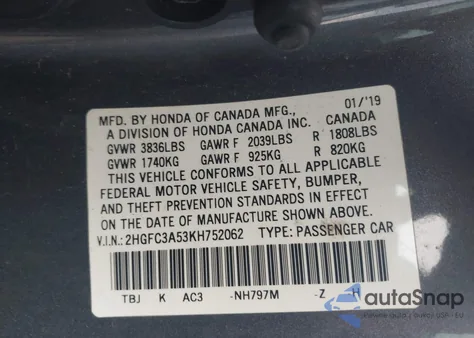 MFD. BY HONDA OF CANADA MFG., 01/'19
A DIVISION OF HONDA CANADA INC. CANADA
GVWR 3836LBS GAWR F 2039LBS R 1808LBS
GVWR 1740KG GAWR F 925KG R 820KG
THIS VEHICLE CONFORMS TO ALL APPLICABLE
FEDERAL MOTOR VEHICLE SAFETY, BUMPER,
AND THEFT PREVENTION STANDARDS IN EFFECT
ON THE DATE OF MANUFACTURE SHOWN ABOVE.
V.I.N.: 2HGFC3A53KH752062 TYPE: PASSENGER CAR
TBJ K AC3 -NH797M -Z H
autoSnap